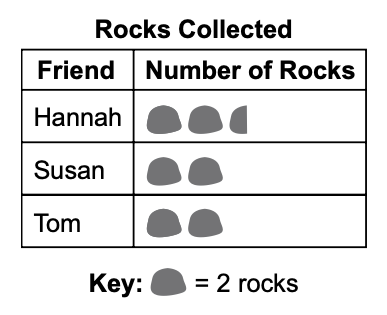 Rocks Collected
Friend Number of Rocks
Hannah
Susan
Tom
Key: = 2 rocks